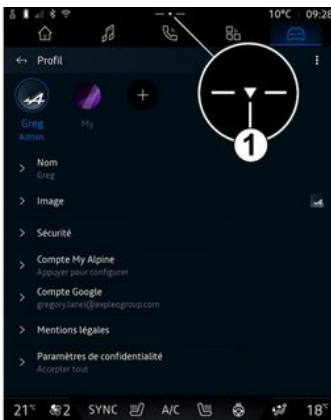 10°C 09:28
Profil
Greg
Admin.
My
1
Nom
Greg
Image
Sécurité
Compte My Alpine
Appuyer pour configurer
Compte Google
gregory.lanel@expleogroup.com
Mentions légales
Paramètres de confidentialité
Accepter tout
21° 2 SYNC A/C 18°